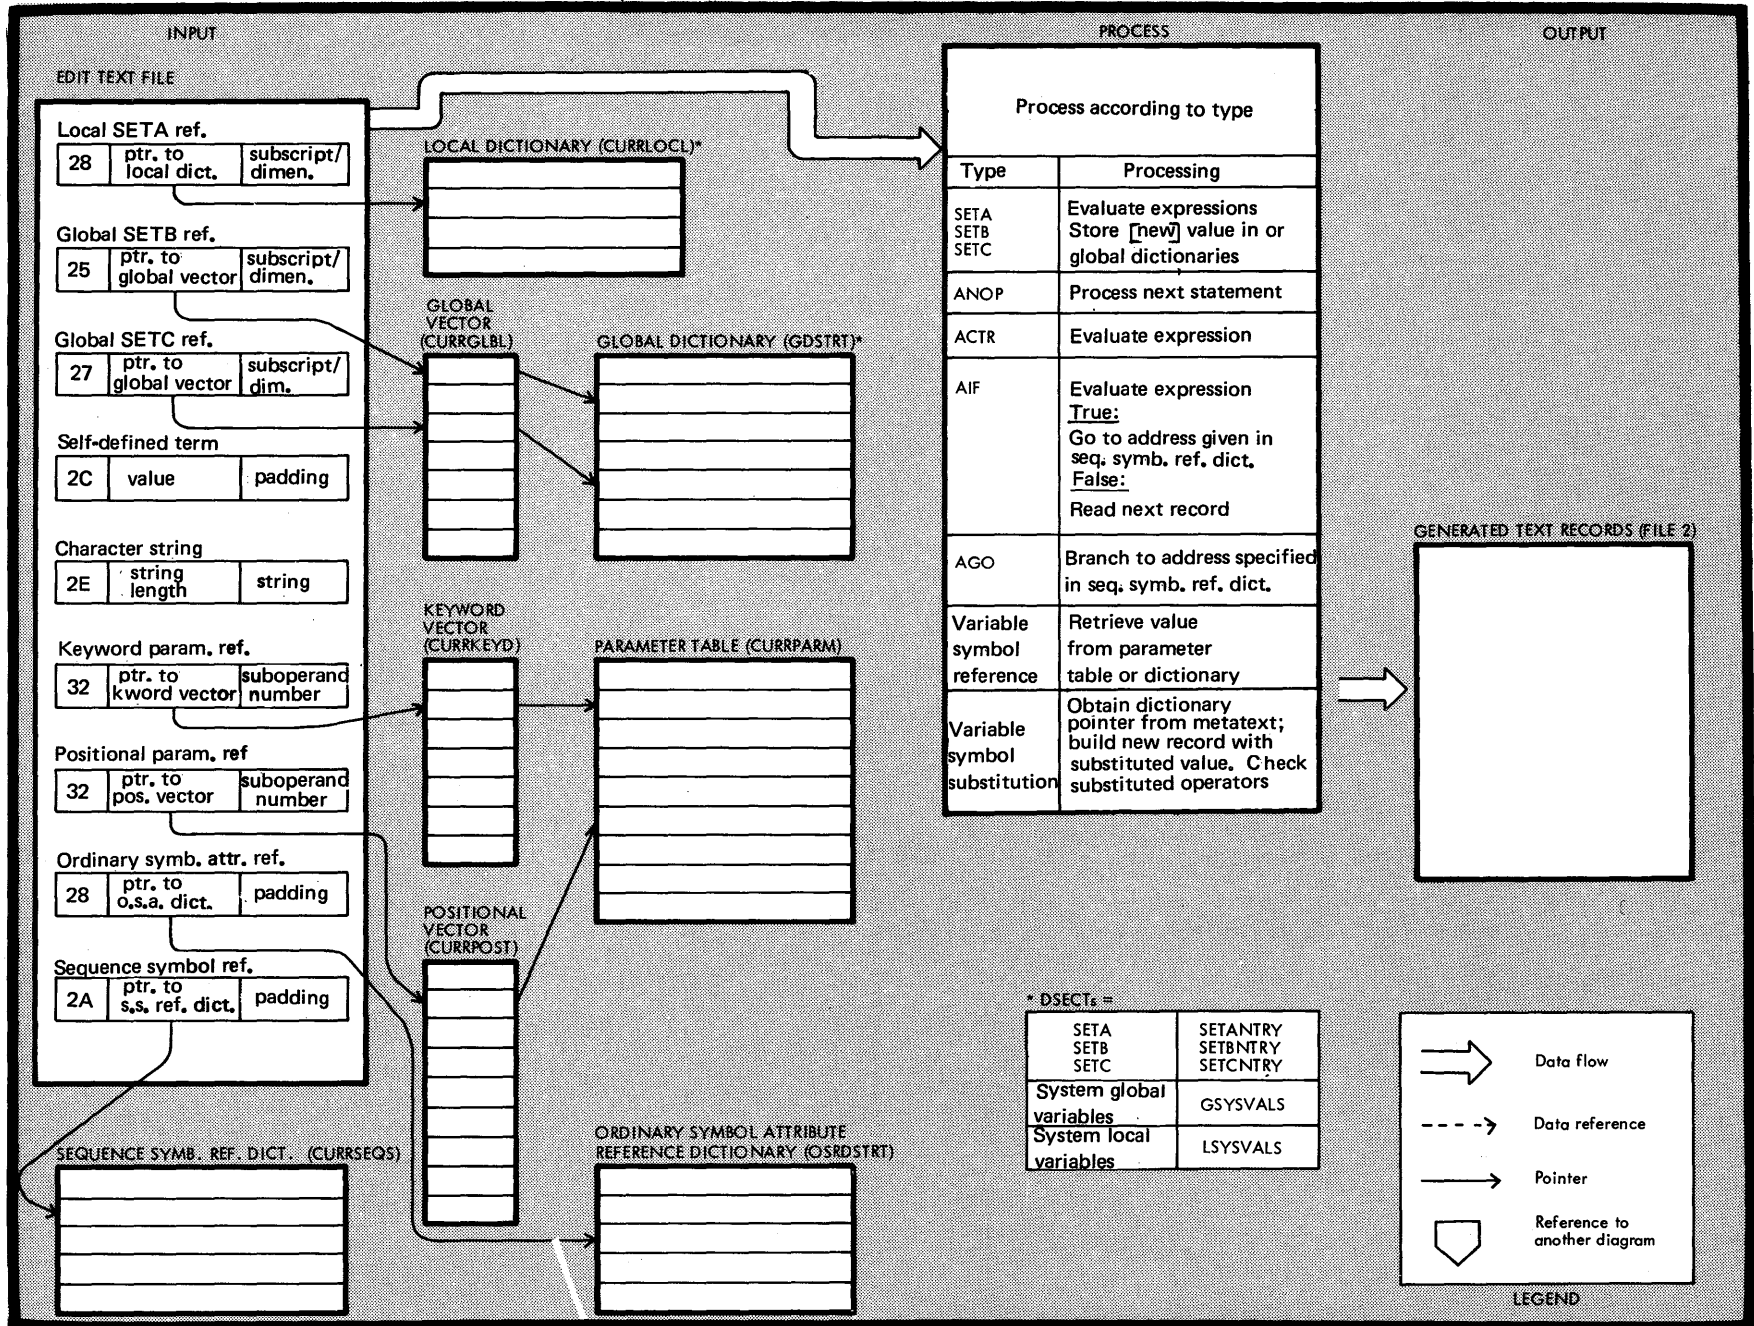 INPUT
PROCESS
OUTPUT
EDIT TEXT FILE
Local SETA ref.
28
ptr. to
local dict.
subscript/
dimen.
Global SETB ref.
25
ptr. to
global vector
subscript/
dimen.
Global SETC ref.
27
ptr. to
global vector
subscript/
dim.
Self-defined term
2C
value
padding
Character string
2E
string
length
string
Keyword param. ref.
32
ptr. to
kword vector
suboperand
number
Positional param. ref
32
ptr. to
pos. vector
suboperand
number
Ordinary symb. attr. ref.
28
ptr. to
o.s.a. dict.
padding
Sequence symbol ref.
2A
ptr. to
s.s. ref. dict.
padding
SEQUENCE SYMB. REF. DICT. (CURRSEQS)
LOCAL DICTIONARY (CURRLOCL)*
GLOBAL
VECTOR
(CURRGLBL)
GLOBAL DICTIONARY (GDSTRT)*
KEYWORD
VECTOR
(CURRKEYD)
PARAMETER TABLE (CURRPARM)
POSITIONAL
VECTOR
(CURRPOST)
ORDINARY SYMBOL ATTRIBUTE
REFERENCE DICTIONARY (OSRDSTRT)
Process according to type
Type
Processing
SETA
SETB
SETC
Evaluate expressions
Store [new] value in or
global dictionaries
ANOP
Process next statement
ACTR
Evaluate expression
AIF
Evaluate expression
True:
Go to address given in
seq. symb. ref. dict.
False:
Read next record
AGO
Branch to address specified
in seq. symb. ref. dict.
Variable
symbol
reference
Retrieve value
from parameter
table or dictionary
Variable
symbol
substitution
Obtain dictionary
pointer from metatext;
build new record with
substituted value. Check
substituted operators
GENERATED TEXT RECORDS (FILE 2)
* DSECTs =
SETA
SETB
SETC
SETANTRY
SETBNTRY
SETCNTRY
System global
variables
GSYSVALS
System local
variables
LSYSVALS
Data flow
Data reference
Pointer
Reference to
another diagram
LEGEND